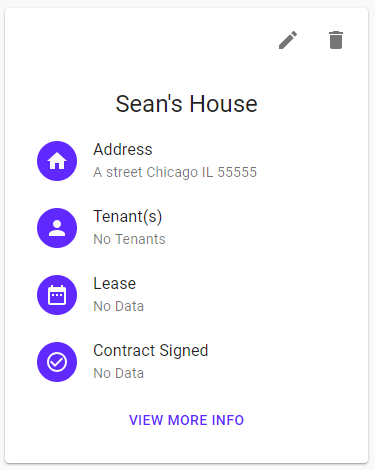 Sean's House
Address
A street Chicago IL 55555
Tenant(s)
No Tenants
Lease
No Data
Contract Signed
No Data
VIEW MORE INFO